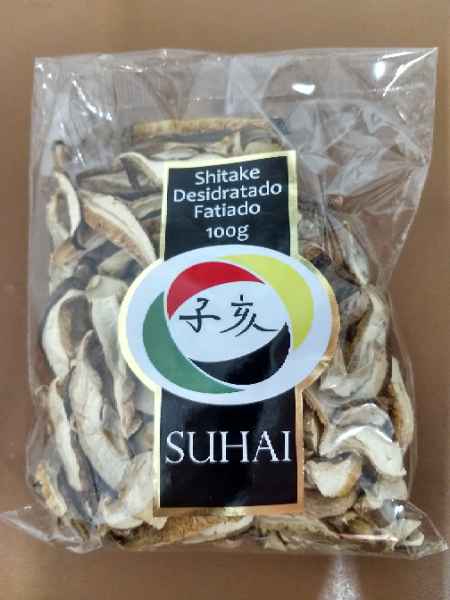 Shitake
Desidratado
Fatiado
100g
子亥
SUHAI